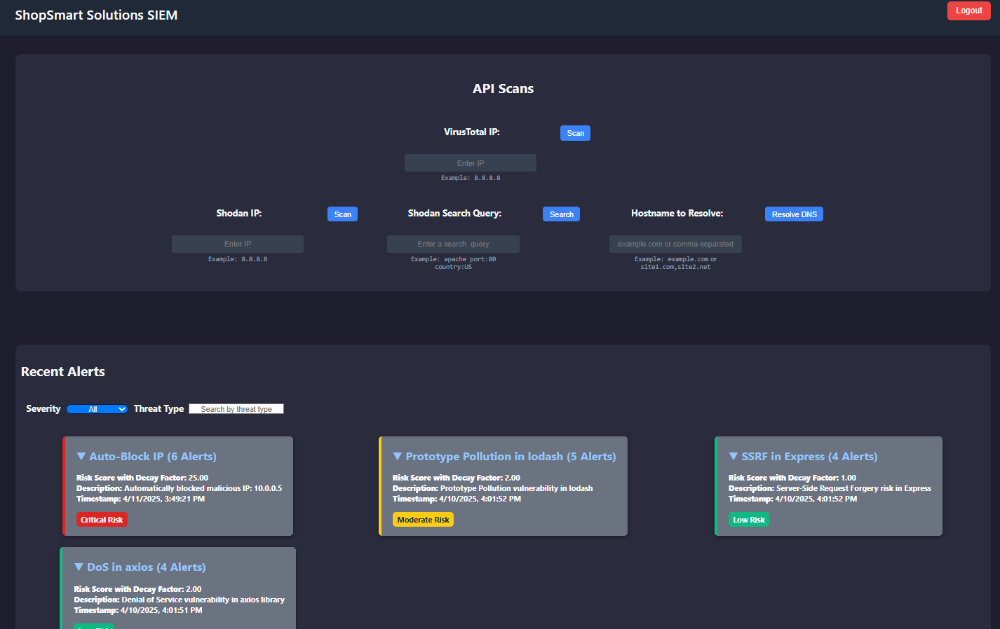 ShopSmart Solutions SIEM
Logout
API Scans
VirusTotal IP:
Scan
Enter IP
Example: 8.8.8.8
Shodan IP:
Scan
Enter IP
Example: 8.8.8.8
Shodan Search Query:
Search
Enter a search query
Example: apache port:80
country:US
Hostname to Resolve:
Resolve DNS
example.com or comma-separated
Example: example.com or
site1.com,site2.net
Recent Alerts
Severity All Threat Type Search by threat type
▼ Auto-Block IP (6 Alerts)
Risk Score with Decay Factor: 25.00
Description: Automatically blocked malicious IP: 10.0.0.5
Timestamp: 4/11/2025, 3:49:21 PM
Critical Risk
▼ Prototype Pollution in lodash (5 Alerts)
Risk Score with Decay Factor: 2.00
Description: Prototype Pollution vulnerability in lodash
Timestamp: 4/10/2025, 4:01:52 PM
Moderate Risk
▼ SSRF in Express (4 Alerts)
Risk Score with Decay Factor: 1.00
Description: Server-Side Request Forgery risk in Express
Timestamp: 4/10/2025, 4:01:52 PM
Low Risk
▼ DoS in axios (4 Alerts)
Risk Score with Decay Factor: 2.00
Description: Denial of Service vulnerability in axios library
Timestamp: 4/10/2025, 4:01:51 PM